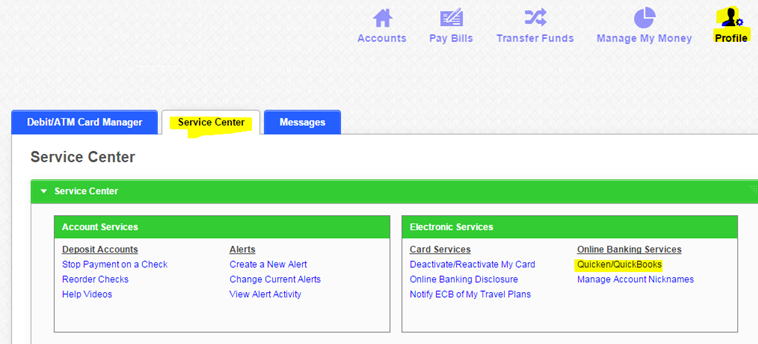 Accounts Pay Bills Transfer Funds Manage My Money Profile
Debit/ATM Card Manager Service Center Messages
Service Center
Service Center
Account Services
Deposit Accounts Alerts
Stop Payment on a Check Create a New Alert
Reorder Checks Change Current Alerts
Help Videos View Alert Activity
Electronic Services
Card Services Online Banking Services
Deactivate/Reactivate My Card Quicken/QuickBooks
Online Banking Disclosure Manage Account Nicknames
Notify ECB of My Travel Plans